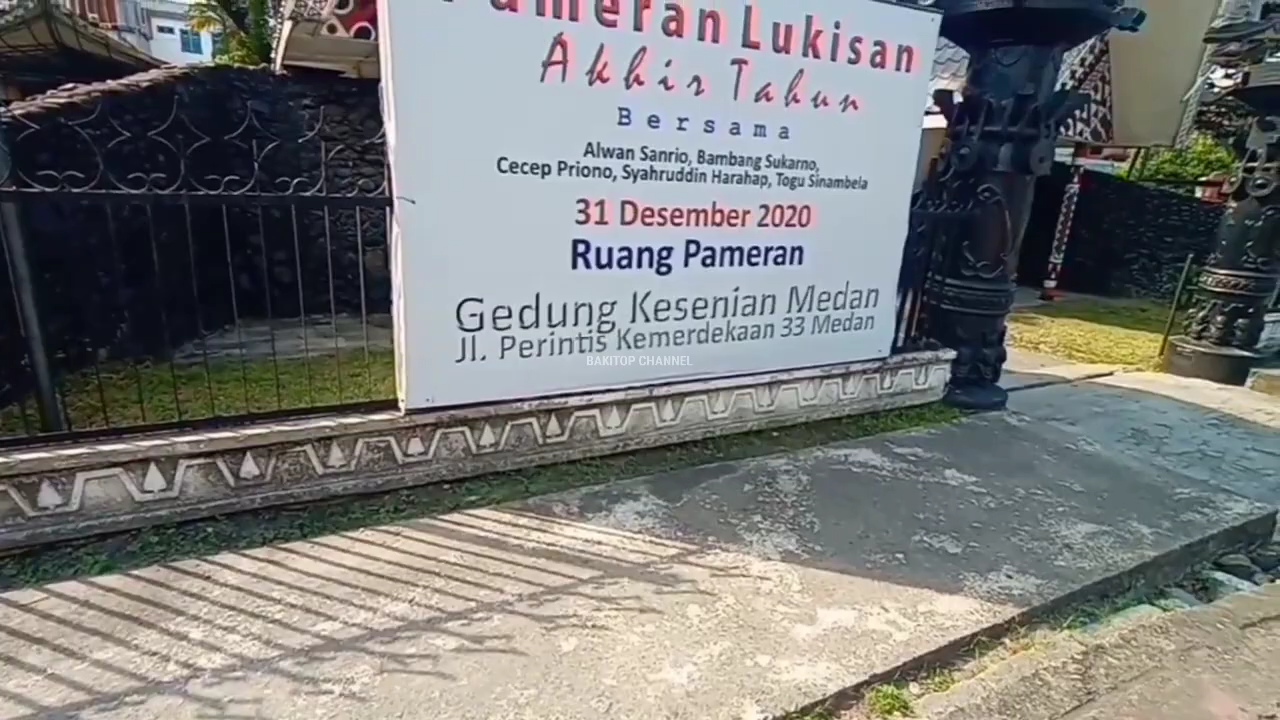 Pameran Lukisan
Akhir Tahun
Bersama
Alwan Sanrio, Bambang Sukarno,
Cecep Priono, Syahruddin Harahap, Togu Sinambela
31 Desember 2020
Ruang Pameran
Gedung Kesenian Medan
Jl. Perintis Kemerdekaan 33 Medan
BAKITOP CHANNEL